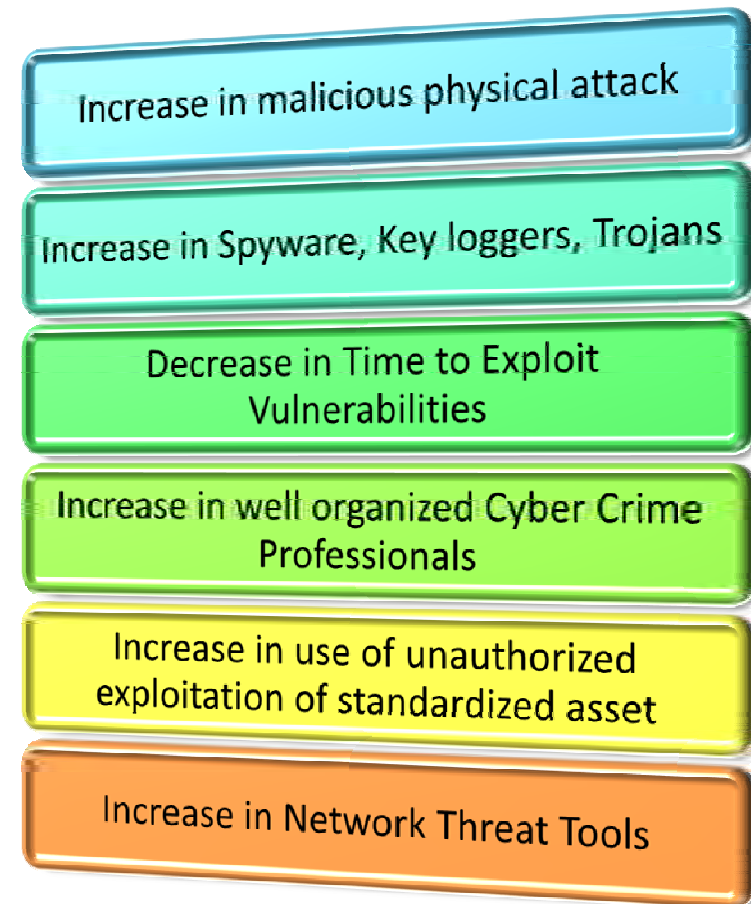 Increase in malicious physical attack
Increase in Spyware, Key loggers, Trojans
Decrease in Time to Exploit
Vulnerabilities
Increase in well organized Cyber Crime
Professionals
Increase in use of unauthorized
exploitation of standardized asset
Increase in Network Threat Tools